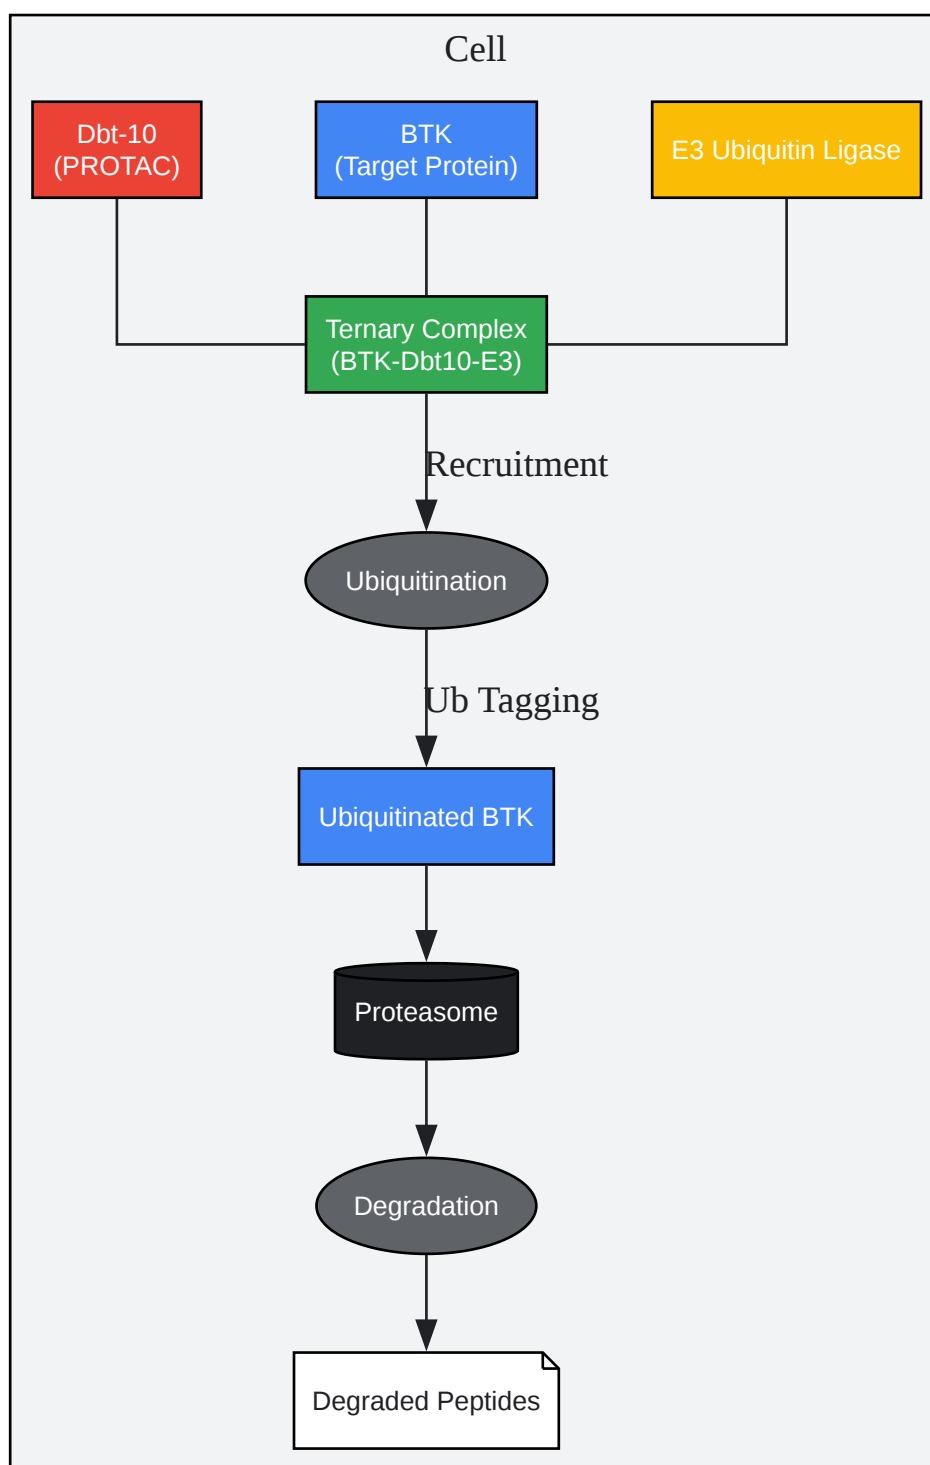 Cell
Dbt-10
(PROTAC)
BTK
(Target Protein)
E3 Ubiquitin Ligase
Ternary Complex
(BTK-Dbt10-E3)
Recruitment
Ubiquitination
Ub Tagging
Ubiquitinated BTK
Proteasome
Degradation
Degraded Peptides